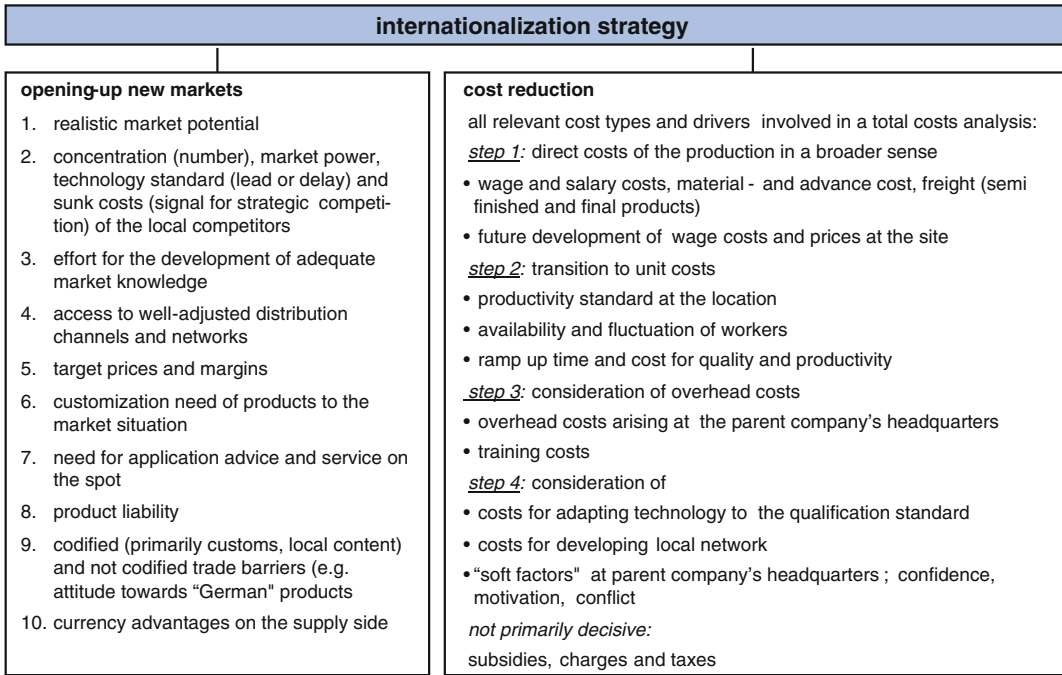 internationalization strategy
opening-up new markets
1. realistic market potential
2. concentration (number), market power,
technology standard (lead or delay) and
sunk costs (signal for strategic competi-
tion) of the local competitors
3. effort for the development of adequate
market knowledge
4. access to well-adjusted distribution
channels and networks
5. target prices and margins
6. customization need of products to the
market situation
7. need for application advice and service on
the spot
8. product liability
9. codified (primarily customs, local content)
and not codified trade barriers (e.g.
attitude towards “German" products
10. currency advantages on the supply side
cost reduction
all relevant cost types and drivers involved in a total costs analysis:
step 1: direct costs of the production in a broader sense
• wage and salary costs, material - and advance cost, freight (semi
finished and final products)
• future development of wage costs and prices at the site
step 2: transition to unit costs
• productivity standard at the location
• availability and fluctuation of workers
• ramp up time and cost for quality and productivity
step 3: consideration of overhead costs
• overhead costs arising at the parent company's headquarters
• training costs
step 4: consideration of
• costs for adapting technology to the qualification standard
• costs for developing local network
• “soft factors" at parent company's headquarters ; confidence,
motivation, conflict
not primarily decisive:
subsidies, charges and taxes